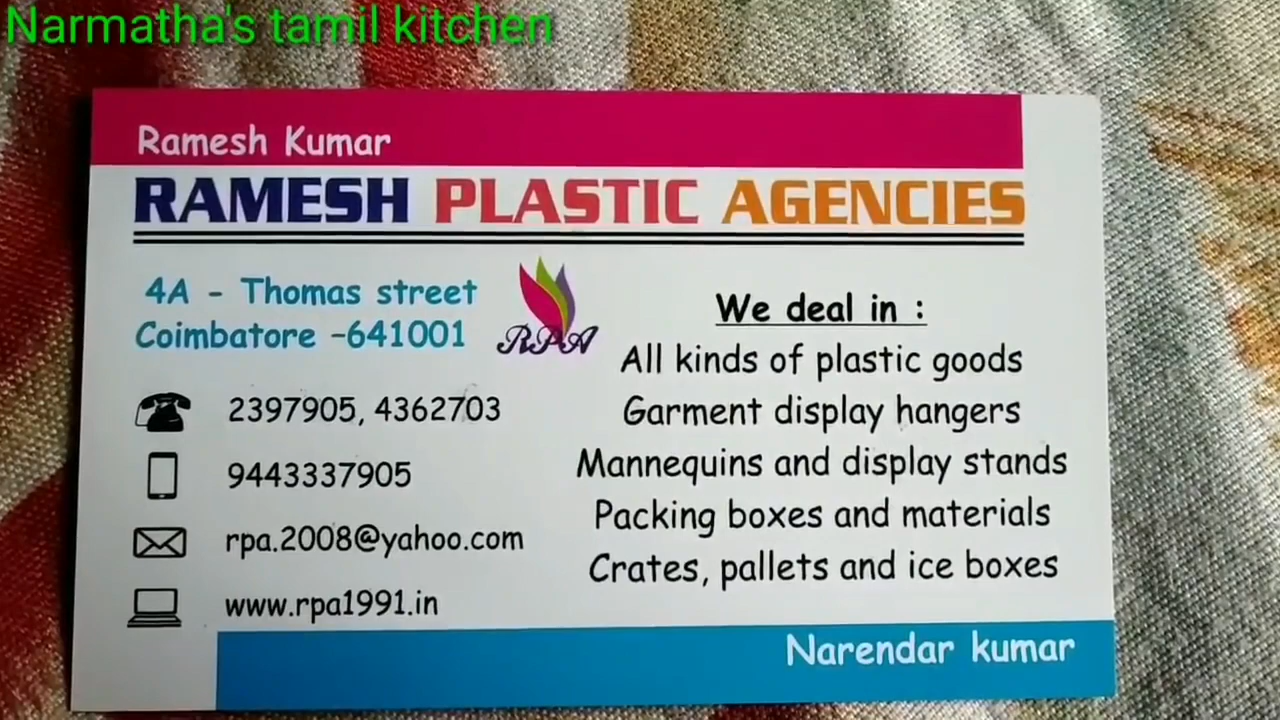 Narmatha's tamil kitchen
Ramesh Kumar
RAMESH PLASTIC AGENCIES
4A - Thomas street
Coimbatore -641001
RPA
2397905, 4362703
9443337905
rpa.2008@yahoo.com
www.rpa1991.in
We deal in :
All kinds of plastic goods
Garment display hangers
Mannequins and display stands
Packing boxes and materials
Crates, pallets and ice boxes
Narendar kumar